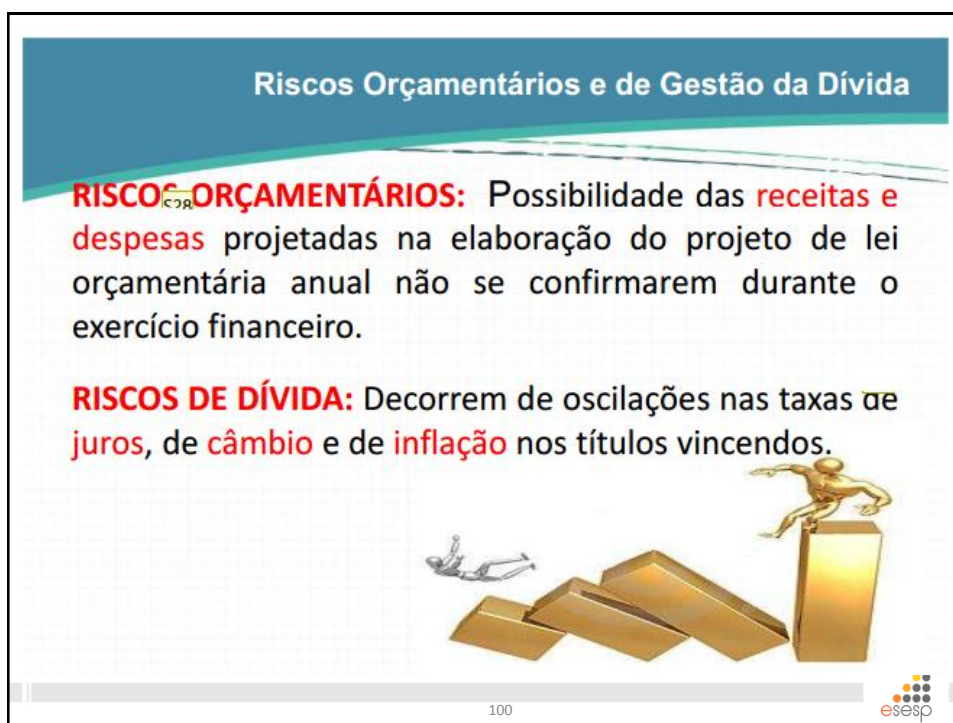 Riscos Orçamentários e de Gestão da Dívida
RISCOS ORÇAMENTÁRIOS: Possibilidade das receitas e
S28
despesas projetadas na elaboração do projeto de lei
orçamentária anual não se confirmarem durante o
exercício financeiro.
RISCOS DE DÍVIDA: Decorrem de oscilações nas taxas de
juros, de câmbio e de inflação nos títulos vincendos.
100
esesp